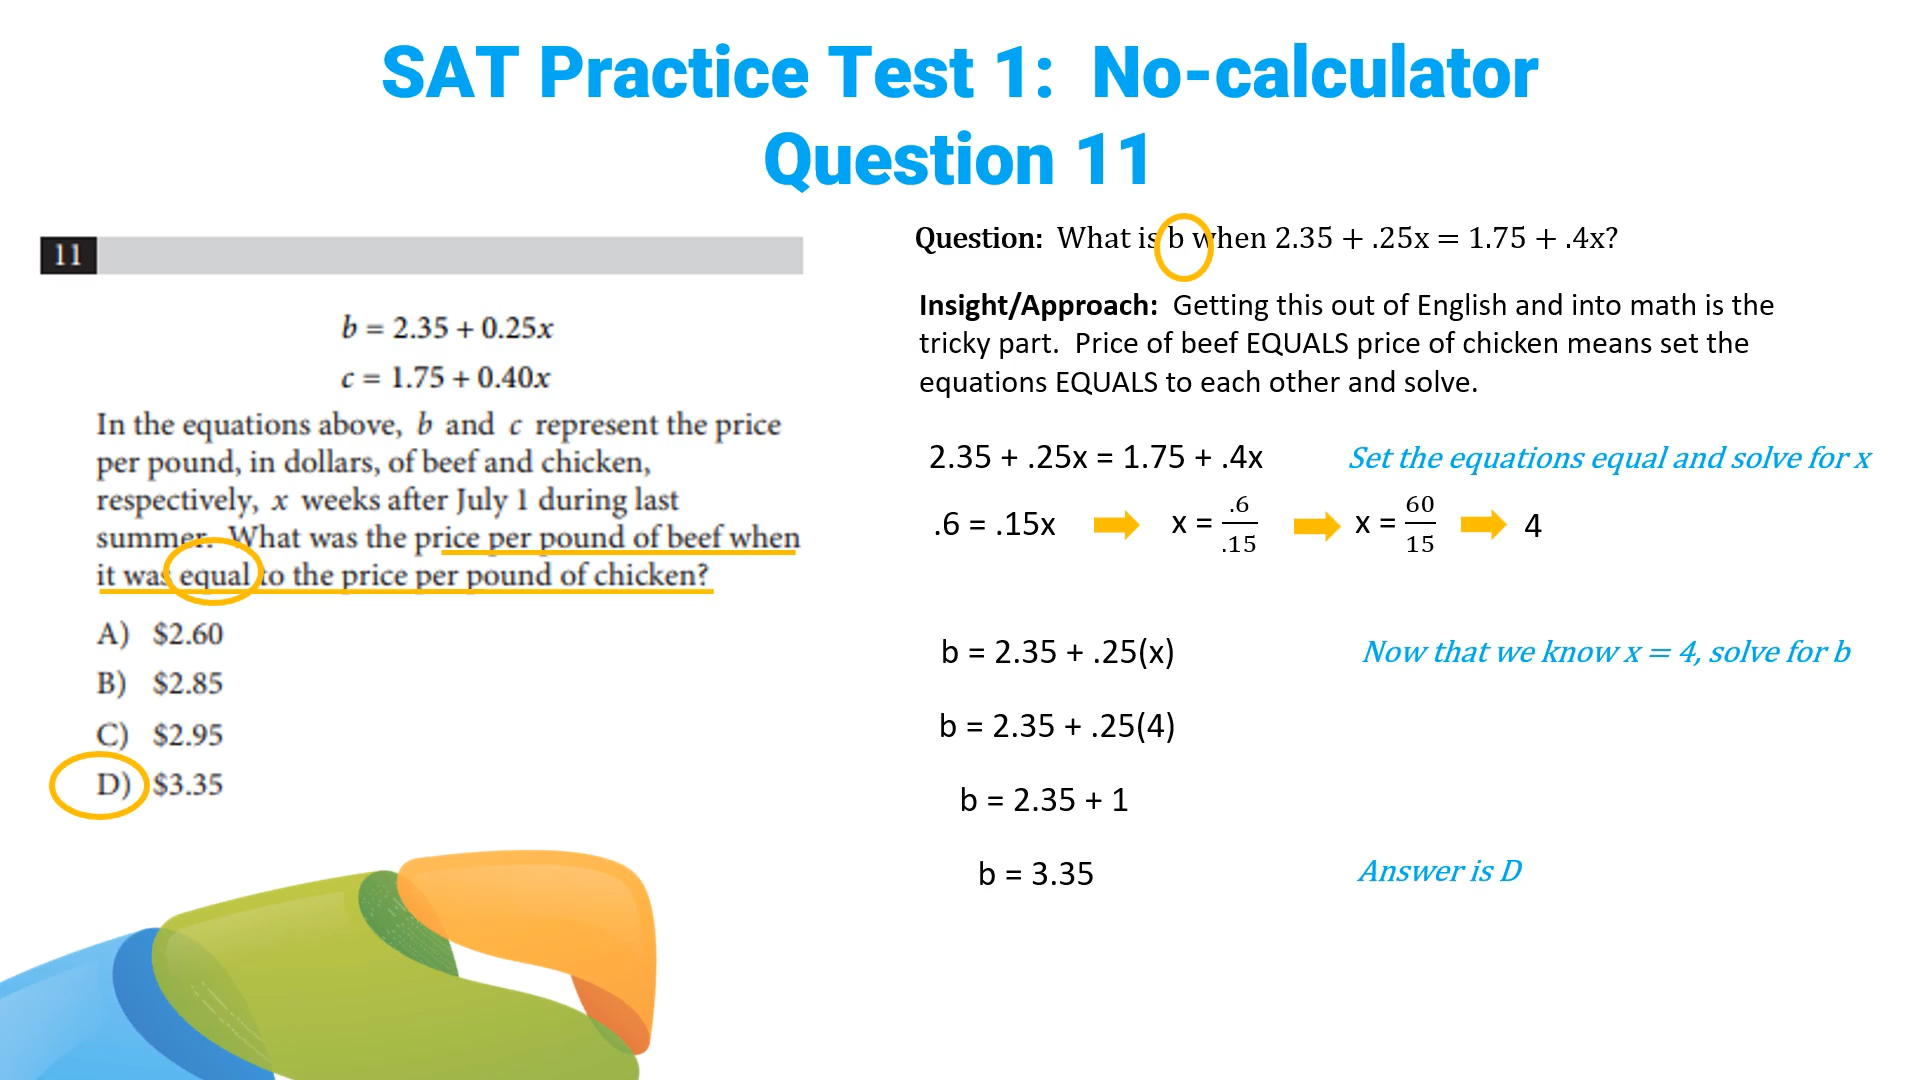 SAT Practice Test 1: No-calculator
Question 11
11
b = 2.35 + 0.25x
c = 1.75 + 0.40x
In the equations above, b and c represent the price
per pound, in dollars, of beef and chicken,
respectively, x weeks after July 1 during last
summer. What was the price per pound of beef when
it was equal to the price per pound of chicken?
A) $2.60
B) $2.85
C) $2.95
D) $3.35
Question: What is b when 2.35 + .25x = 1.75 + .4x?
Insight/Approach: Getting this out of English and into math is the
tricky part. Price of beef EQUALS price of chicken means set the
equations EQUALS to each other and solve.
2.35 + .25x = 1.75 + .4x Set the equations equal and solve for x
.6 = .15x x = .6/.15 x = 60/15 4
b = 2.35 + .25(x) Now that we know x = 4, solve for b
b = 2.35 + .25(4)
b = 2.35 + 1
b = 3.35 Answer is D